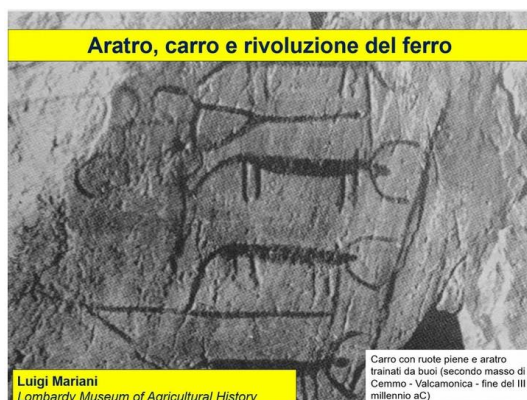 Aratro, carro e rivoluzione del ferro
Luigi Mariani
Lombardy Museum of Agricultural History
Carro con ruote piene e aratro
trainati da buoi (secondo masso di
Cemmo - Valcamonica - fine del III
millennio aC)